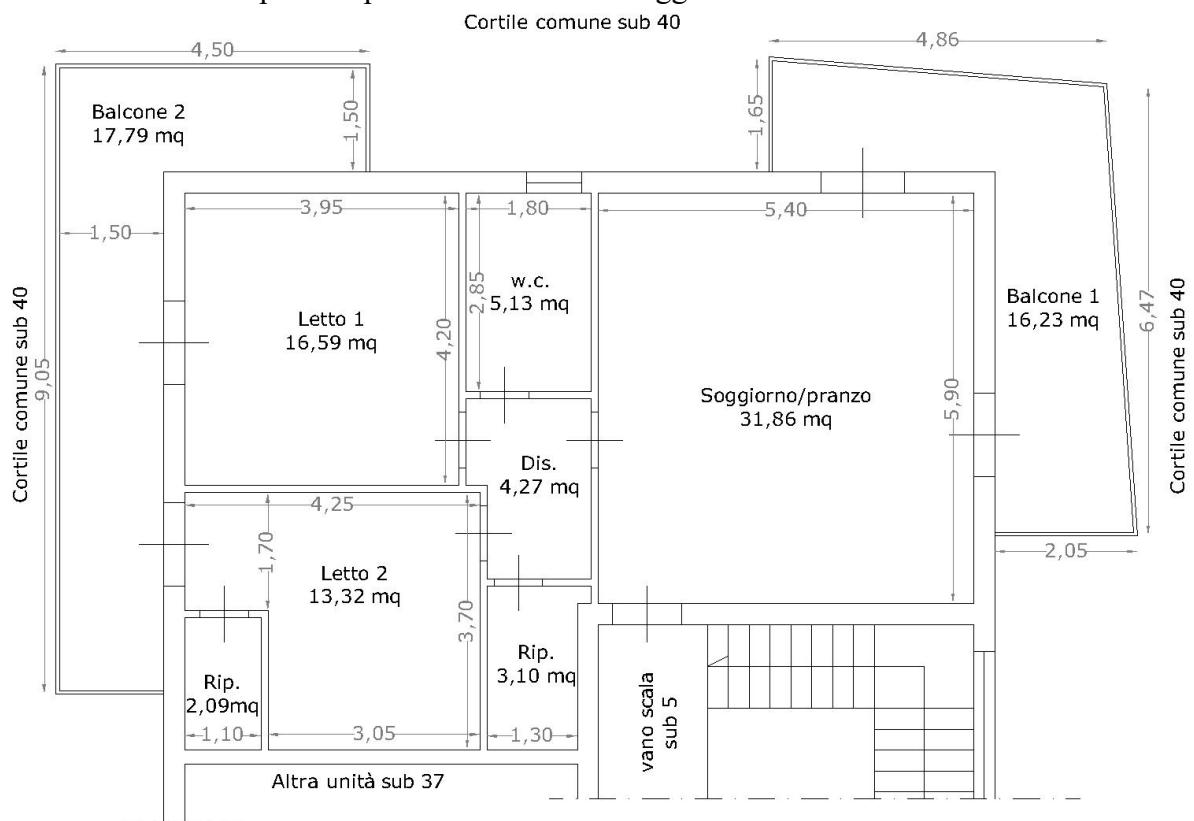 Cortile comune sub 40
4,50
4,86
Balcone 2
17,79 mq
1,50
1,65
3,95
1,80
5,40
1,50
w.c.
5,13 mq
2,85
Balcone 1
16,23 mq
6,47
Cortile comune sub 40
Cortile comune sub 40
9,05
Letto 1
16,59 mq
4,20
Soggiorno/pranzo
31,86 mq
5,90
Dis.
4,27 mq
4,25
1,70
2,05
Letto 2
13,32 mq
3,70
Rip.
3,10 mq
Rip.
2,09mq
vano scala
sub 5
1,10
3,05
1,30
Altra unità sub 37